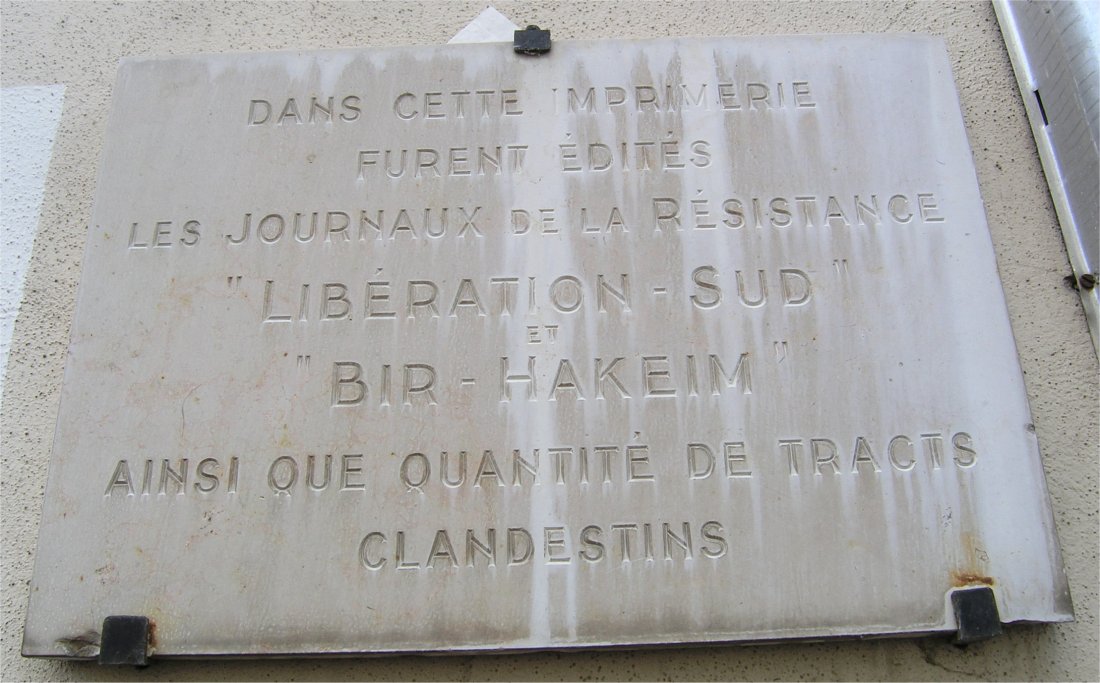 DANS CETTE IMPRIMERIE
FURENT ÉDITÉS
LES JOURNAUX DE LA RÉSISTANCE
"LIBÉRATION - SUD"
ET
"BIR - HAKEIM"
AINSI QUE QUANTITÉ DE TRACTS
CLANDESTINS